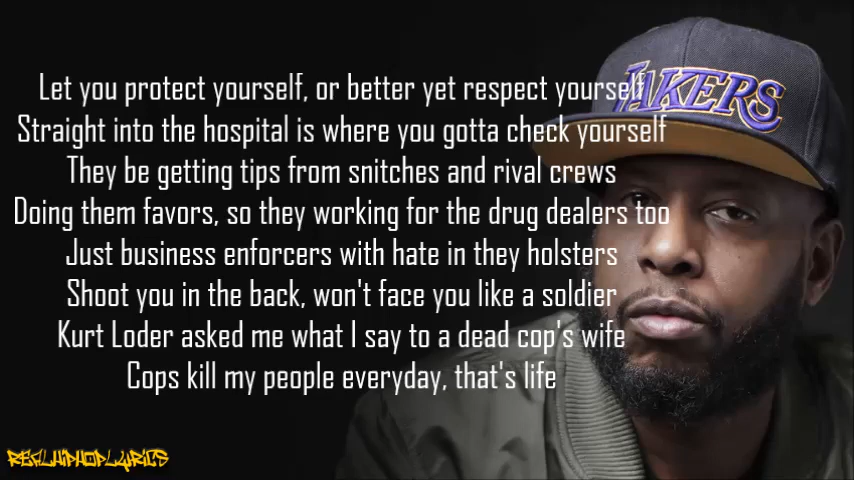 Let you protect yourself, or better yet respect yourself
Straight into the hospital is where you gotta check yourself
They be getting tips from snitches and rival crews
Doing them favors, so they working for the drug dealers too
Just business enforcers with hate in they holsters
Shoot you in the back, won't face you like a soldier
Kurt Loder asked me what I say to a dead cop's wife
Cops kill my people everyday, that's life
LAKERS
REALHIPHOPLYRICS